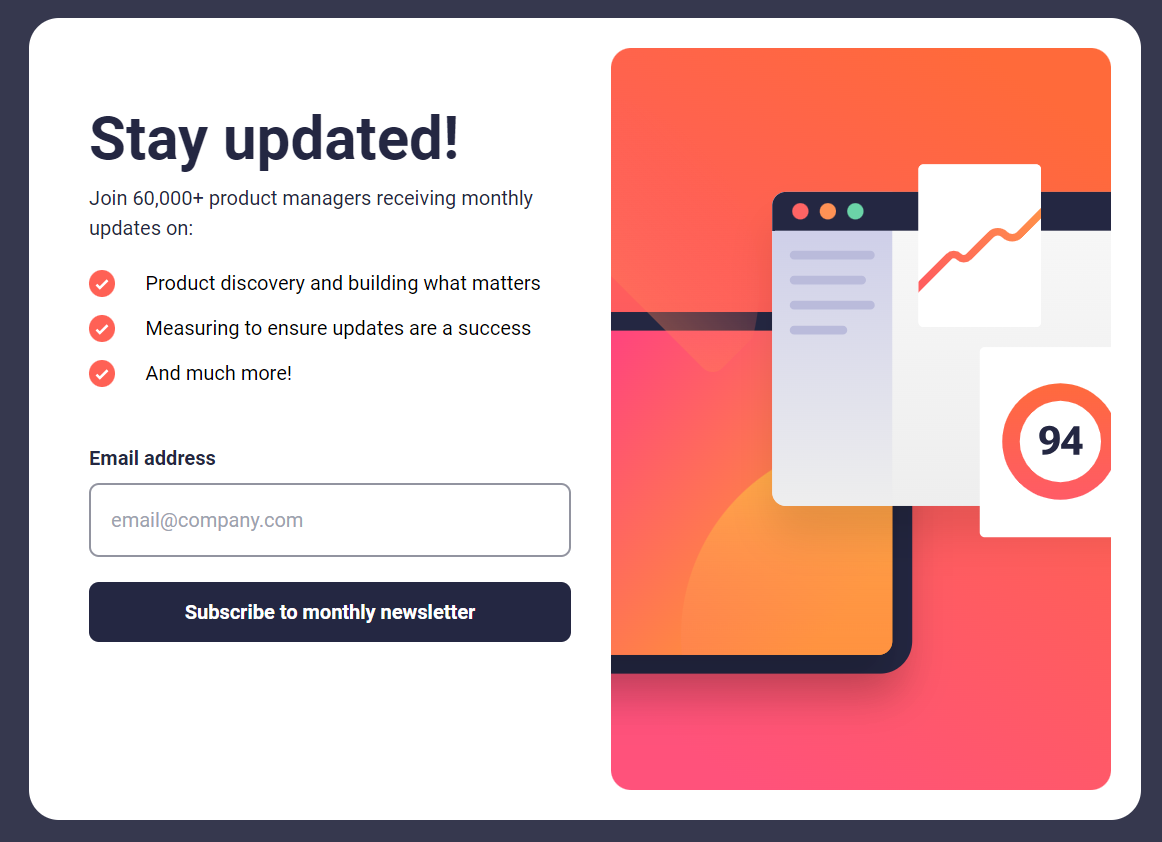 Stay updated!
Join 60,000+ product managers receiving monthly
updates on:
Product discovery and building what matters
Measuring to ensure updates are a success
And much more!
Email address
email@company.com
Subscribe to monthly newsletter
94